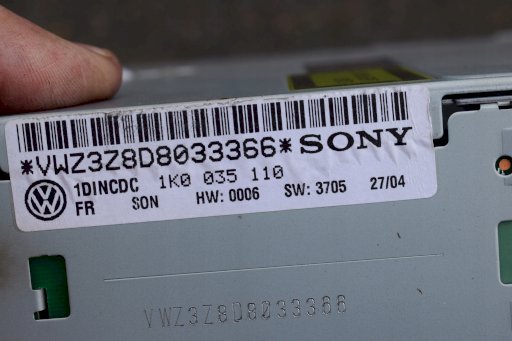 *VWZ3Z8D8033366* SONY
1DINCDC 1K0 035 110
FR SON HW: 0006 SW: 3705 27/04
VWZ3Z8D8033366